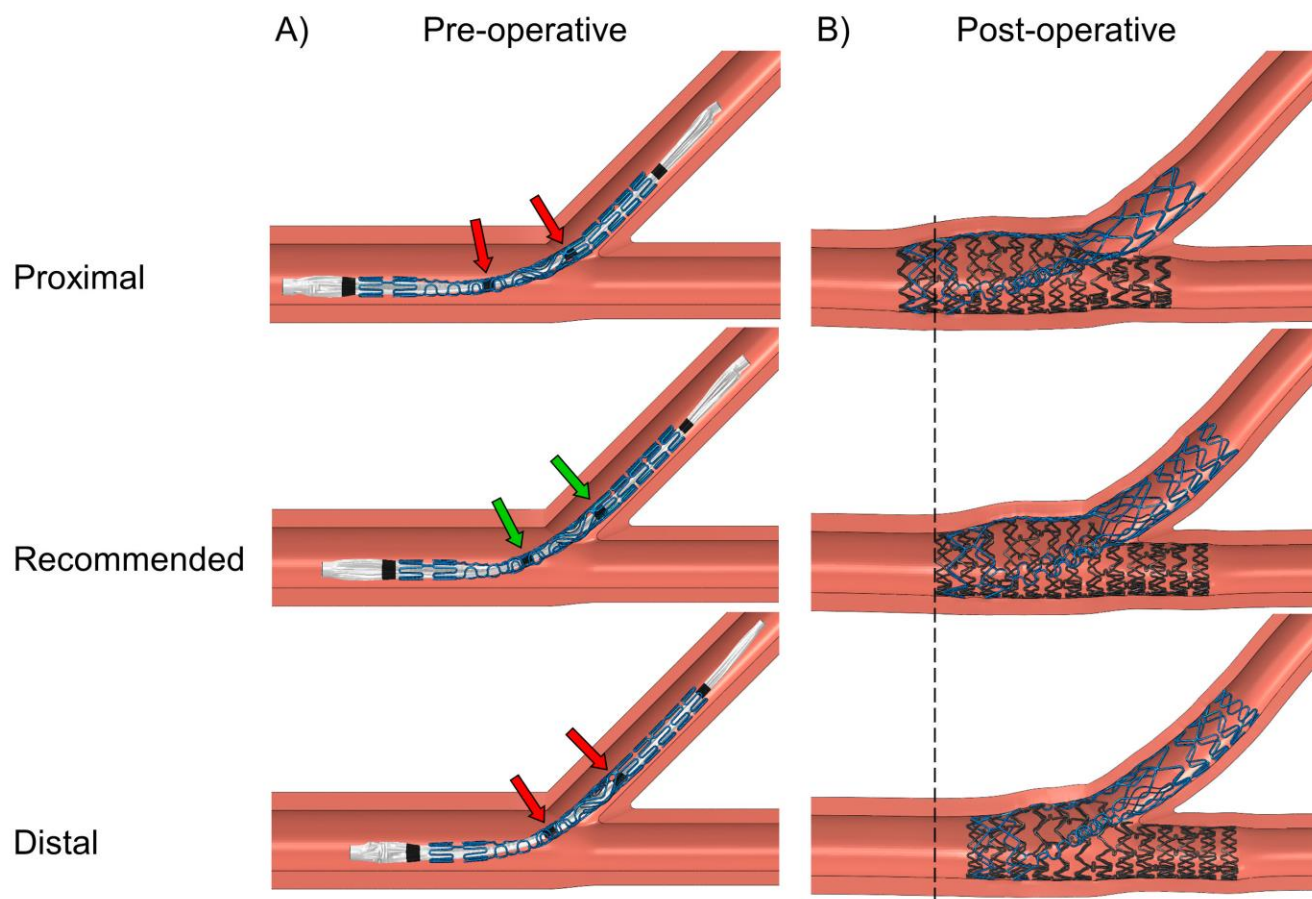 A) Pre-operative
B) Post-operative
Proximal
Recommended
Distal